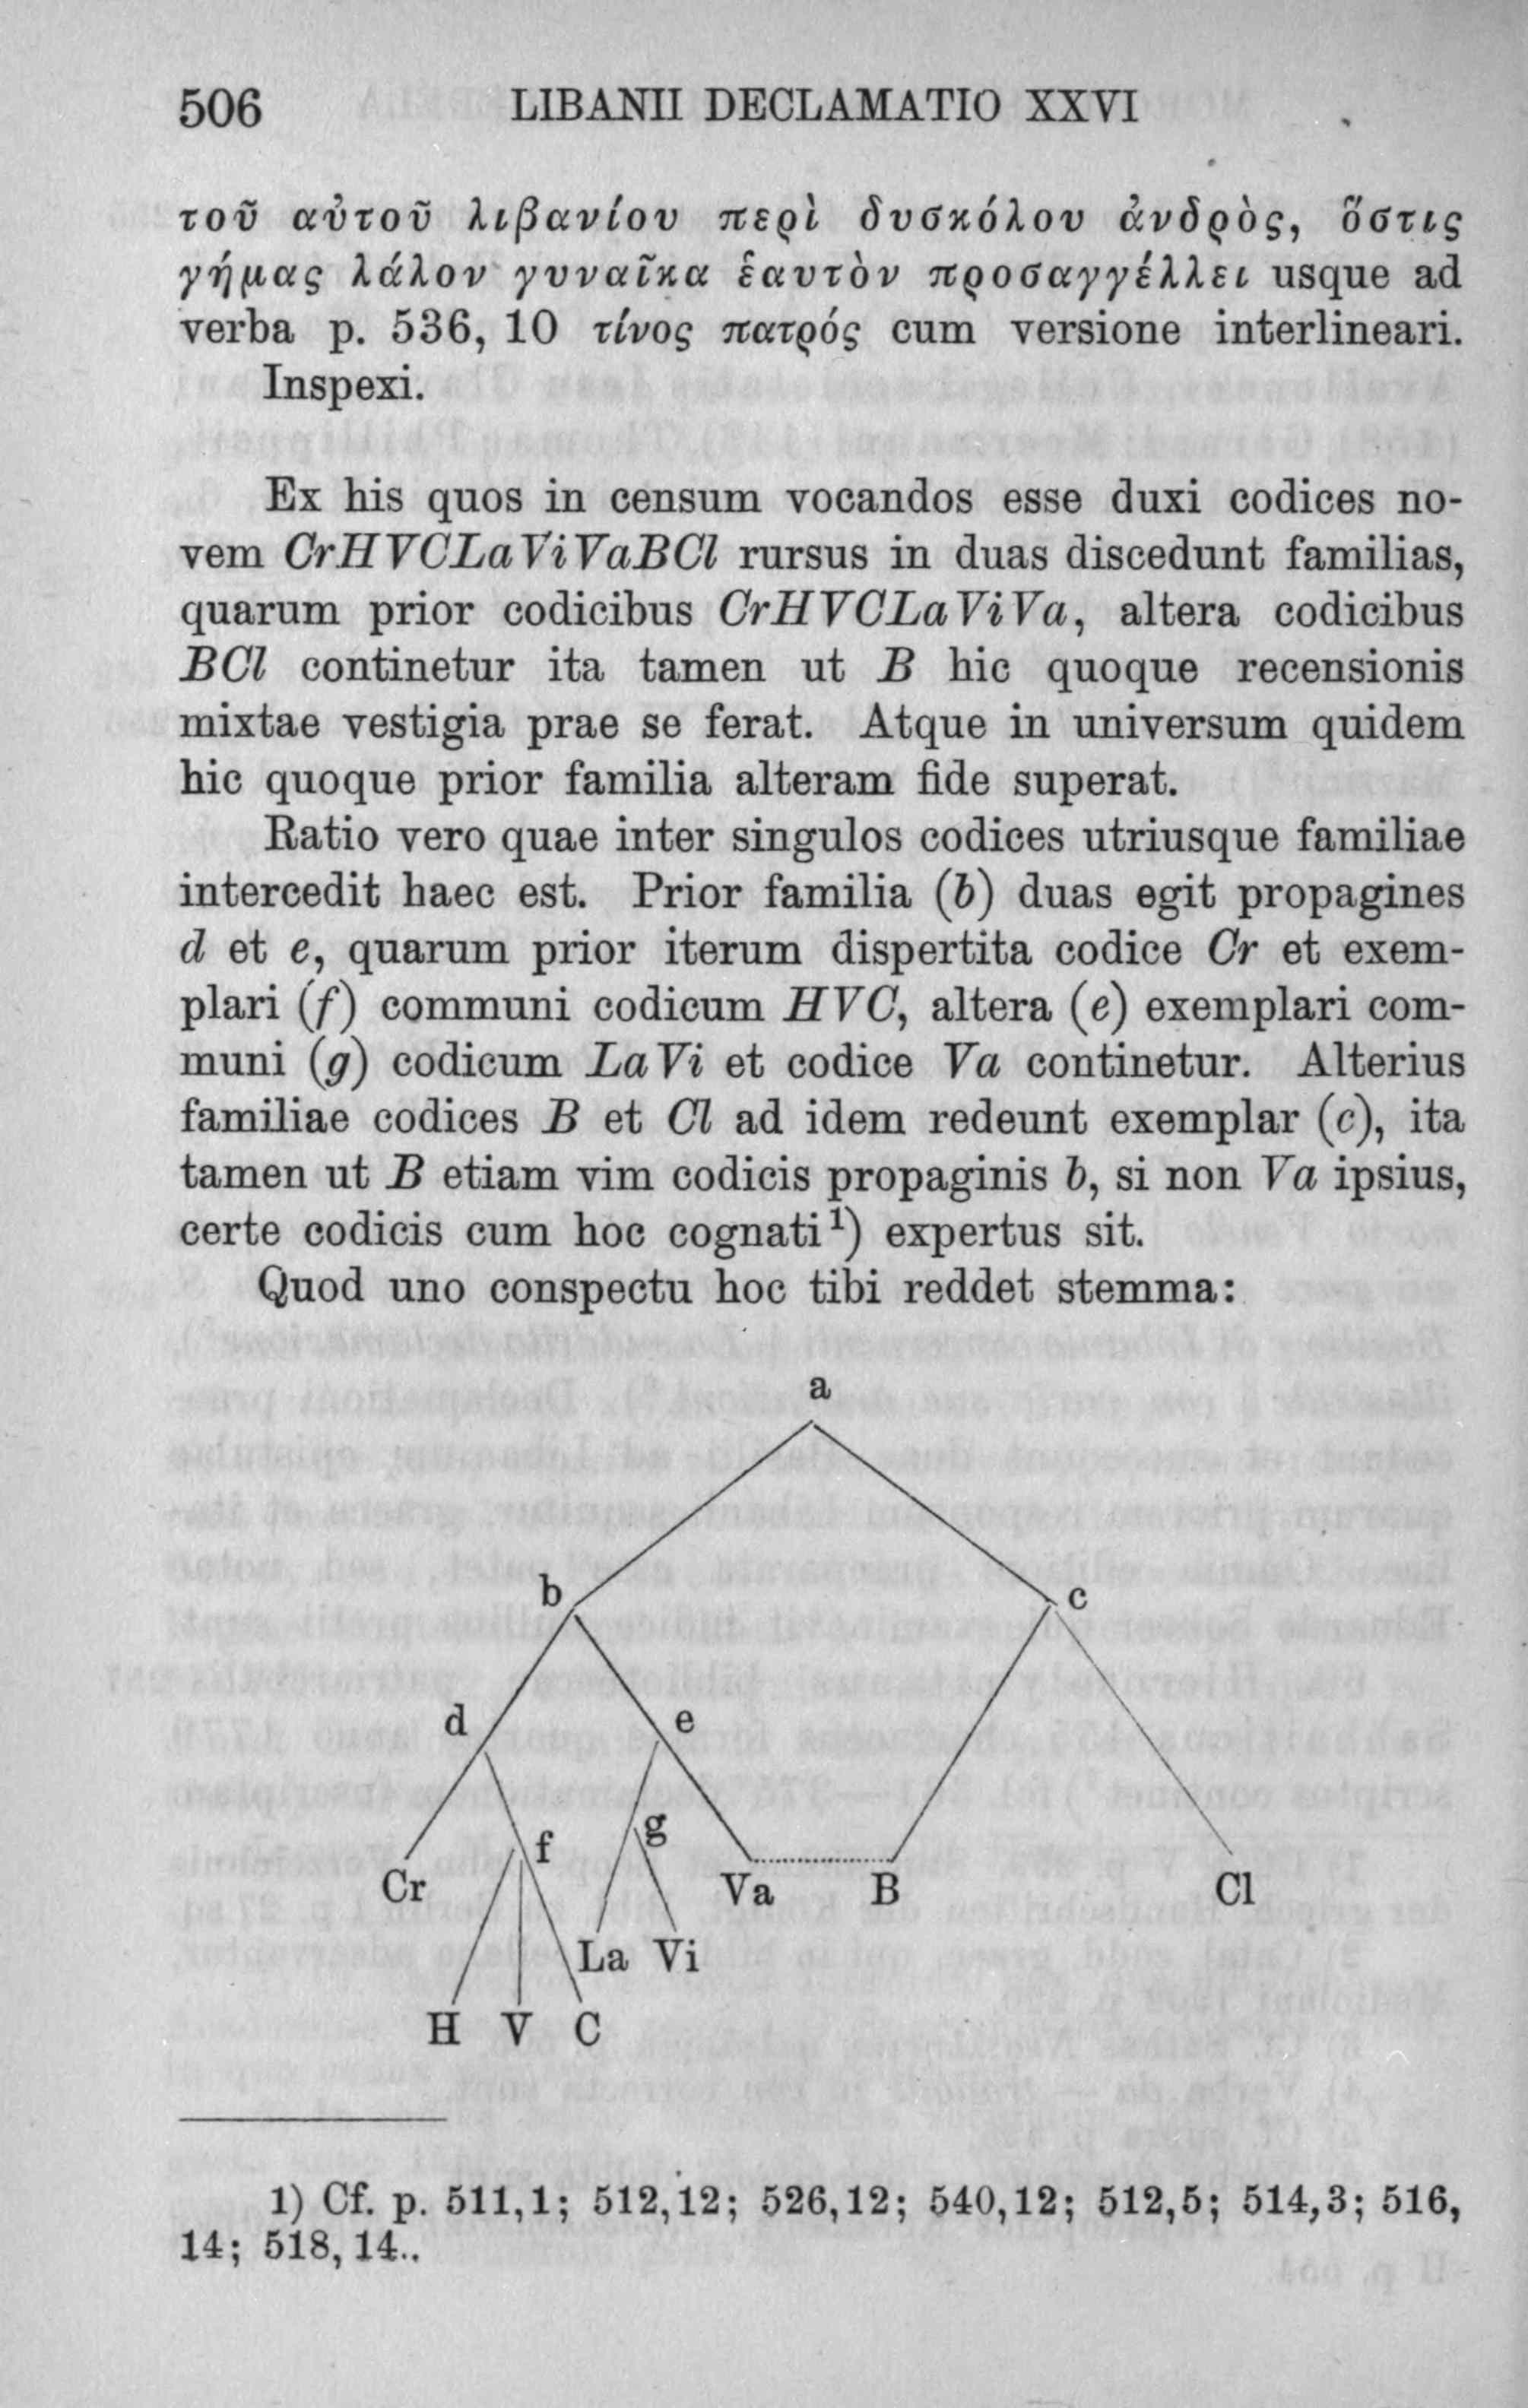 506 LIBANII DECLAMATIO XXVI
τοῦ αὐτοῦ λιβανίου περὶ δυσκόλου ἀνδρὸς, ὅστις
γήμας λάλον γυναῖκα ἑαυτὸν προσαγγέλλει usque ad
verba p. 536, 10 τίνος πατρός cum versione interlineari.
Inspexi.
Ex his quos in censum vocandos esse duxi codices no-
vem CrHVCLaViVaBCl rursus in duas discedunt familias,
quarum prior codicibus CrHVCLaViVa, altera codicibus
BCl continetur ita tamen ut B hic quoque recensionis
mixtae vestigia prae se ferat. Atque in universum quidem
hic quoque prior familia alteram fide superat.
Ratio vero quae inter singulos codices utriusque familiae
intercedit haec est. Prior familia (b) duas egit propagines
d et e, quarum prior iterum dispertita codice Cr et exem-
plari (f) communi codicum HVC, altera (e) exemplari com-
muni (g) codicum LaVi et codice Va continetur. Alterius
familiae codices B et Cl ad idem redeunt exemplar (c), ita
tamen ut B etiam vim codicis propaginis b, si non Va ipsius,
certe codicis cum hoc cognati¹) expertus sit.
Quod uno conspectu hoc tibi reddet stemma:
a
b c
d e
f g
Cr Va B Cl
La Vi
H V C
1) Cf. p. 511,1; 512,12; 526,12; 540,12; 512,5; 514,3; 516,
14; 518,14..